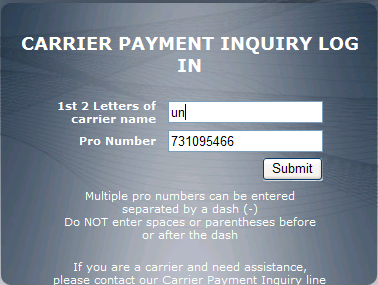 CARRIER PAYMENT INQUIRY LOG
IN
1st 2 Letters of
carrier name
un
Pro Number
731095466
Submit
Multiple pro numbers can be entered
separated by a dash (-)
Do NOT enter spaces or parentheses before
or after the dash
If you are a carrier and need assistance,
please contact our Carrier Payment Inquiry line